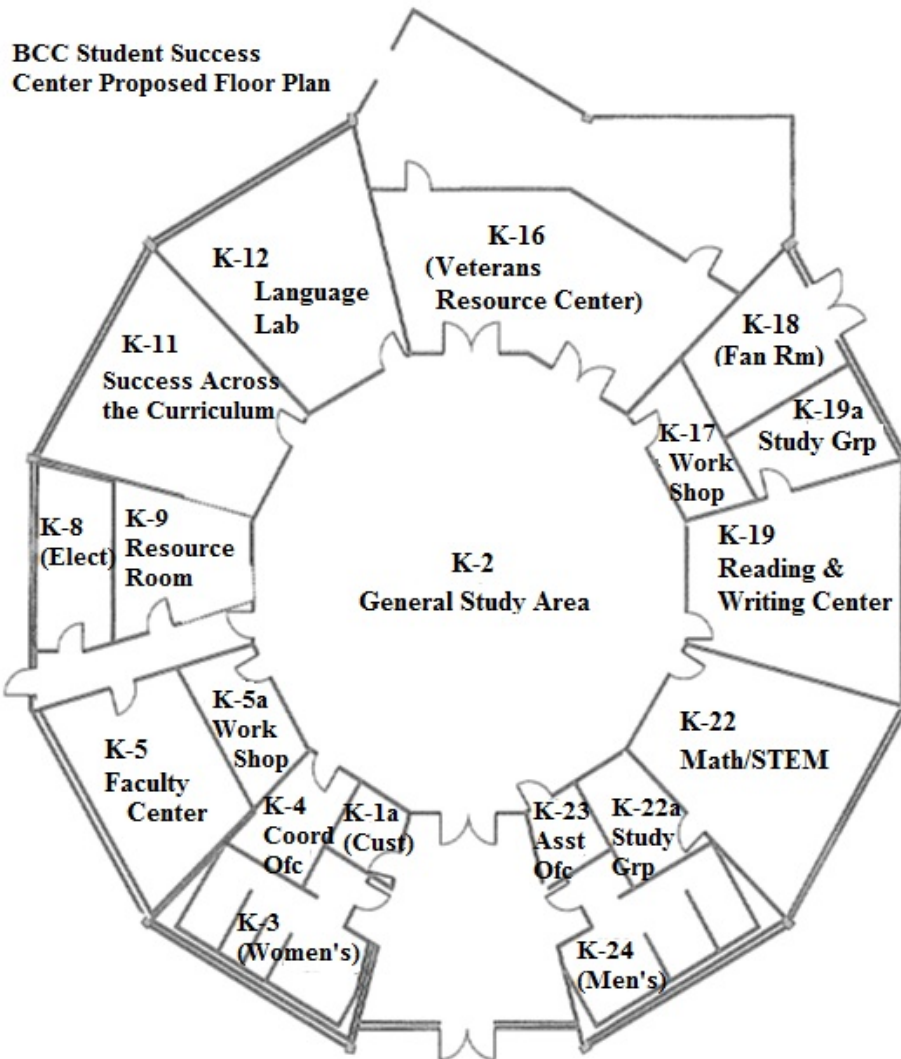 BCC Student Success
Center Proposed Floor Plan
K-16
(Veterans
Resource Center)
K-12
Language
Lab
K-18
(Fan Rm)
K-11
Success Across
the Curriculum
K-19a
Study Grp
K-17
Work
Shop
K-8
(Elect)
K-9
Resource
Room
K-2
General Study Area
K-19
Reading &
Writing Center
K-5a
Work
Shop
K-22
Math/STEM
K-5
Faculty
Center
K-4
Coord
Ofc
K-1a
(Cust)
K-23
Asst
Ofc
K-22a
Study
Grp
K-3
(Women's)
K-24
(Men's)